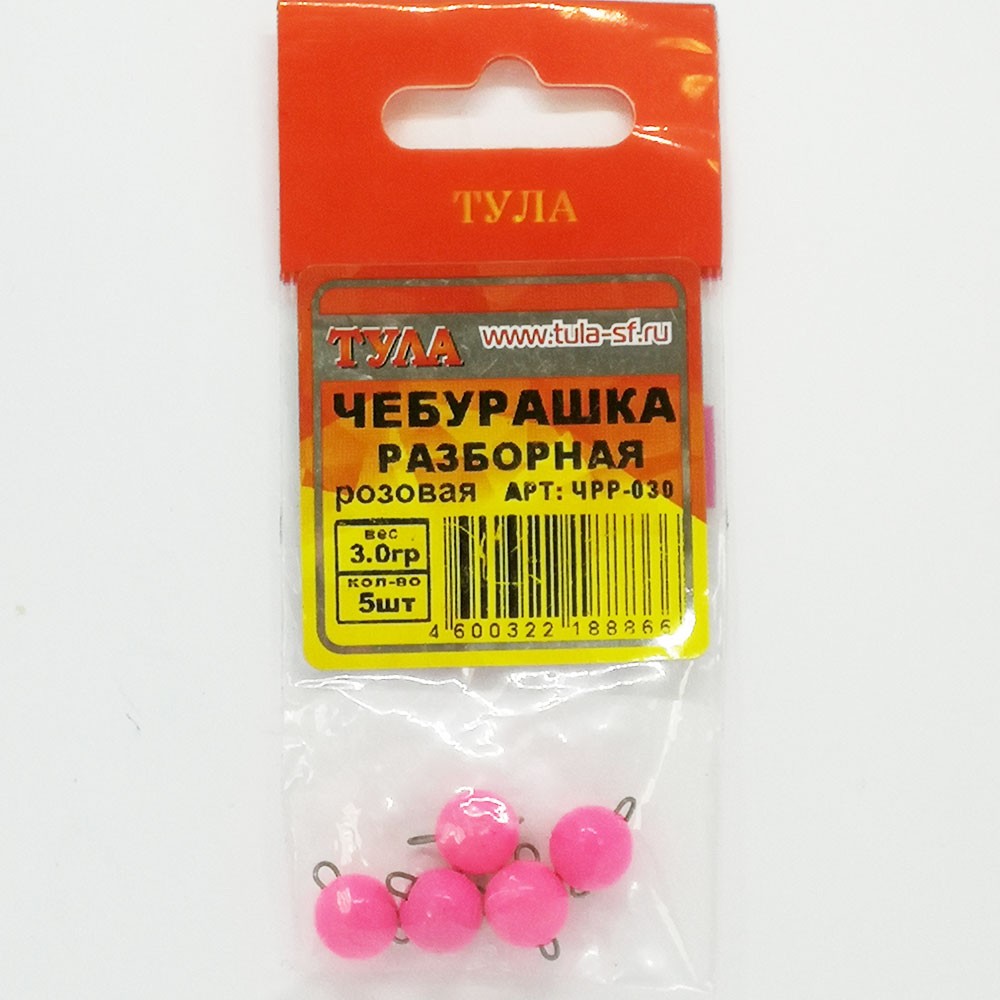 ТУЛА
ТУЛА www.tula-sf.ru
ЧЕБУРАШКА
РАЗБОРНАЯ
розовая АРТ: ЧРР-030
вес
3.0гр
кол-во
5шт
4 600322 188866